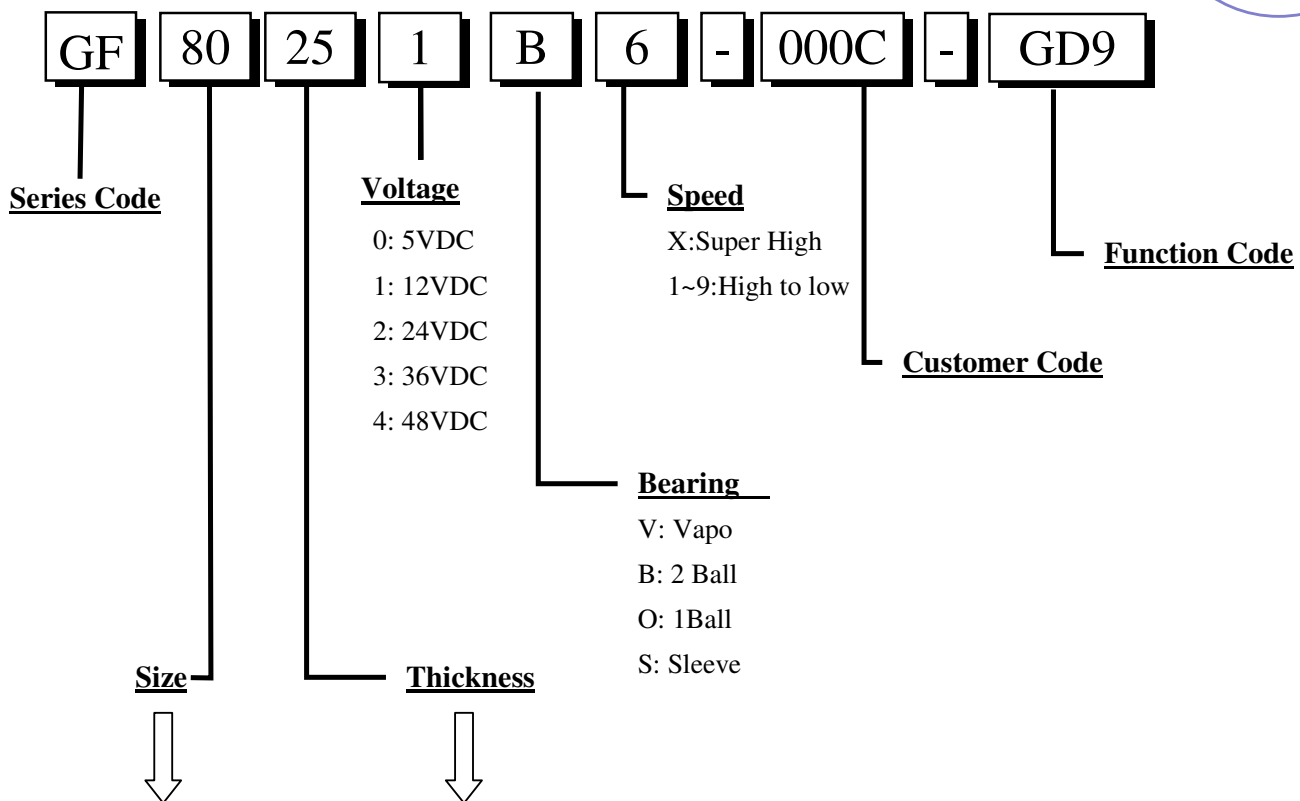 GF 80 25 1 B 6 - 000C - GD9
Series Code
Voltage
0: 5VDC
1: 12VDC
2: 24VDC
3: 36VDC
4: 48VDC
Speed
X:Super High
1~9:High to low
Function Code
Customer Code
Bearing
V: Vapo
B: 2 Ball
O: 1Ball
S: Sleeve
Size
Thickness